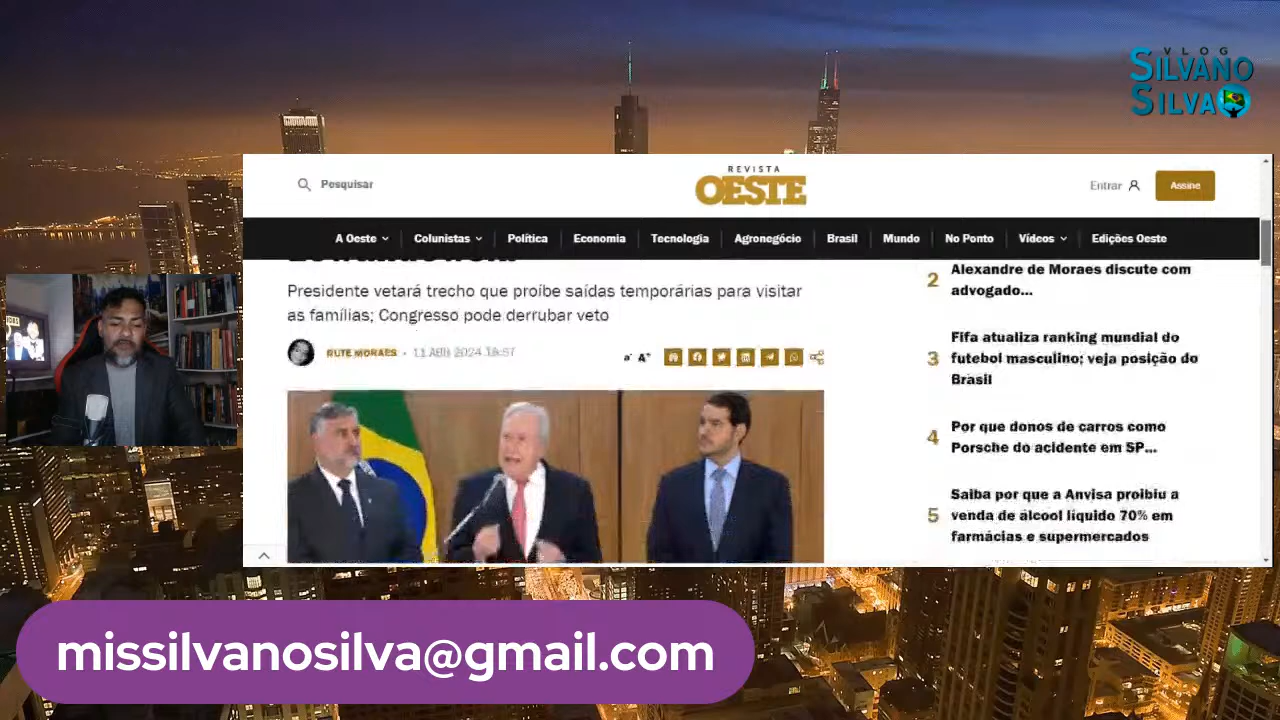 VLOG
SILVANO
SILVA
Pesquisar
REVISTA
OESTE
Entrar
Assine
A Oeste
Colunistas
Política
Economia
Tecnologia
Agronegócio
Brasil
Mundo
No Ponto
Vídeos
Edições Oeste
Presidente vetará trecho que proíbe saídas temporárias para visitar
as famílias; Congresso pode derrubar veto
RUTE MORAES
11 ABR 2024
A- A+
2
Alexandre de Moraes discute com
advogado...
3
Fifa atualiza ranking mundial do
futebol masculino; veja posição do
Brasil
4
Por que donos de carros como
Porsche do acidente em SP...
5
Saiba por que a Anvisa proibiu a
venda de álcool líquido 70% em
farmácias e supermercados
missilvanosilva@gmail.com